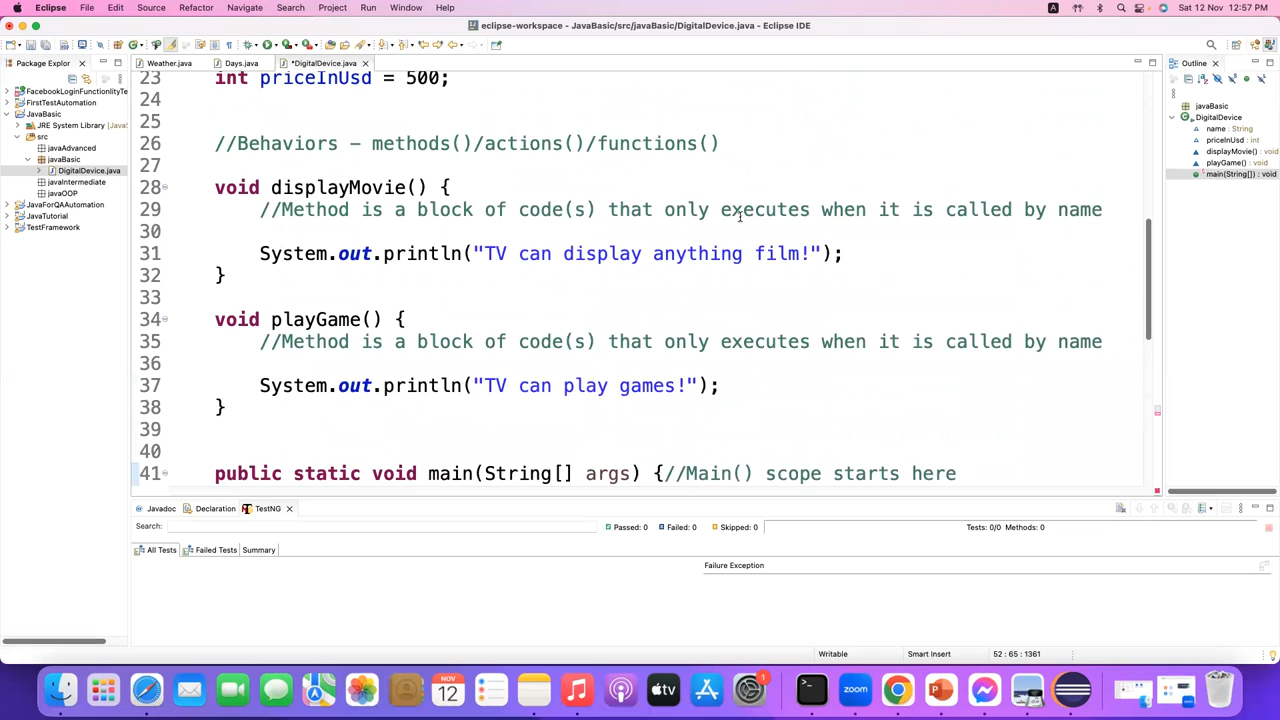 Eclipse File Edit Source Refactor Navigate Search Project Run Window Help
A
Sat 12 Nov 12:57 PM
eclipse-workspace - JavaBasic/src/javaBasic/DigitalDevice.java - Eclipse IDE
Package Explor
Weather.java
Days.java
*DigitalDevice.java
Outline
FacebookLoginFunctionlityTe
FirstTestAutomation
JavaBasic
JRE System Library [Java
src
javaAdvanced
javaBasic
DigitalDevice.java
javaIntermediate
javaOOP
JavaForQAAutomation
JavaTutorial
TestFramework
23 int priceInUsd = 500;
24
25
26 //Behaviors - methods()/actions()/functions()
27
28 void displayMovie() {
29 //Method is a block of code(s) that only executes when it is called by name
30
31 System.out.println("TV can display anything film!");
32 }
33
34 void playGame() {
35 //Method is a block of code(s) that only executes when it is called by name
36
37 System.out.println("TV can play games!");
38 }
39
40
41 public static void main(String[] args) {//Main() scope starts here
javaBasic
DigitalDevice
name : String
priceInUsd : int
displayMovie() : void
playGame() : void
main(String[]) : void
Javadoc
Declaration
TestNG
Search:
Passed: 0
Failed: 0
Skipped: 0
Tests: 0/0 Methods: 0
All Tests
Failed Tests
Summary
Failure Exception
Writable
Smart Insert
52 : 65 : 1361
NOV
12
tv
zoom
1